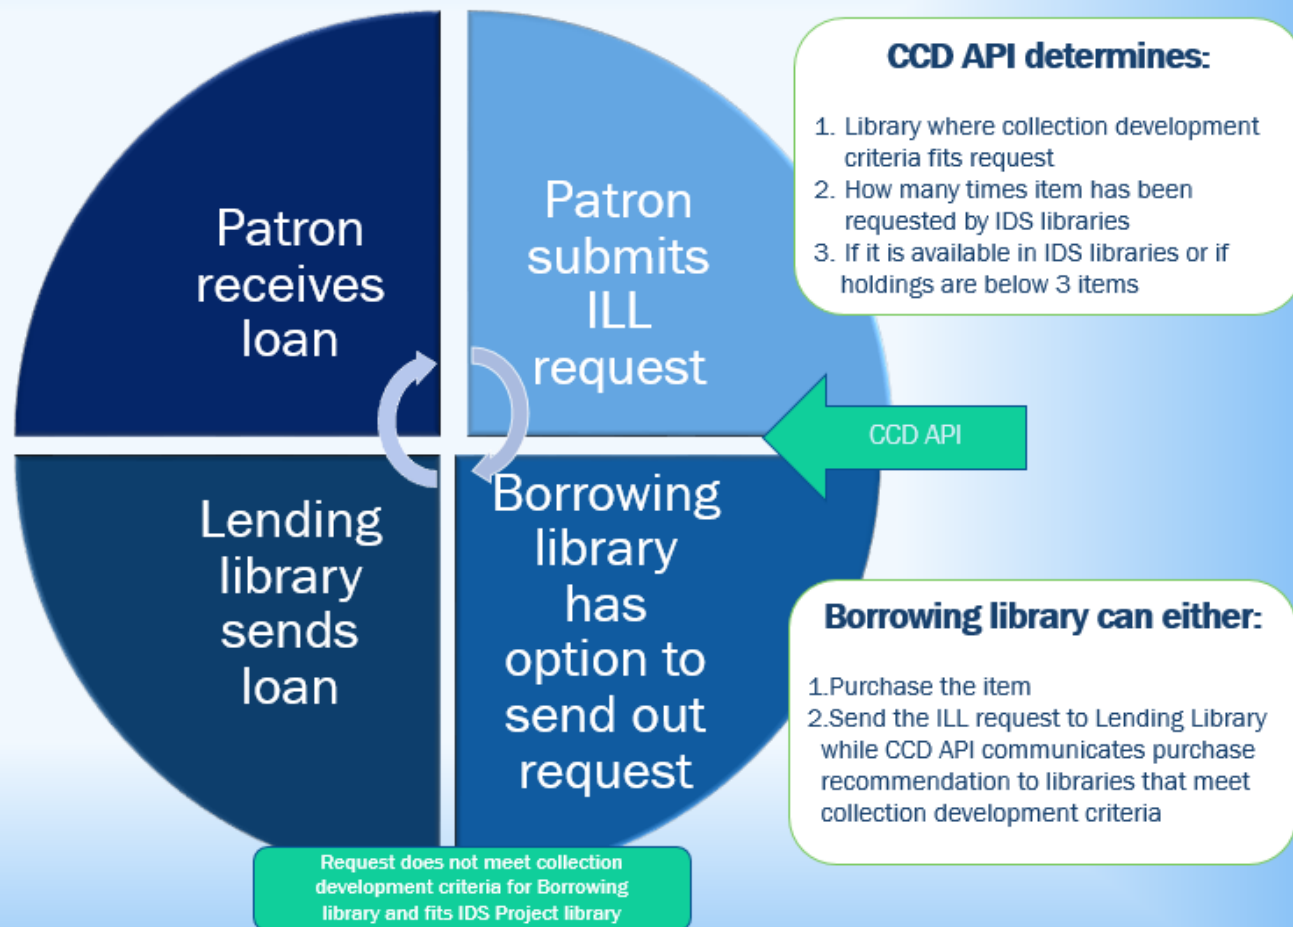 Patron
receives
loan
Patron
submits
ILL
request
CCD API determines:
1. Library where collection development
criteria fits request
2. How many times item has been
requested by IDS libraries
3. If it is available in IDS libraries or if
holdings are below 3 items
CCD API
Lending
library
sends
loan
Borrowing
library
has
option to
send out
request
Borrowing library can either:
1.Purchase the item
2.Send the ILL request to Lending Library
while CCD API communicates purchase
recommendation to libraries that meet
collection development criteria
Request does not meet collection
development criteria for Borrowing
library and fits IDS Project library